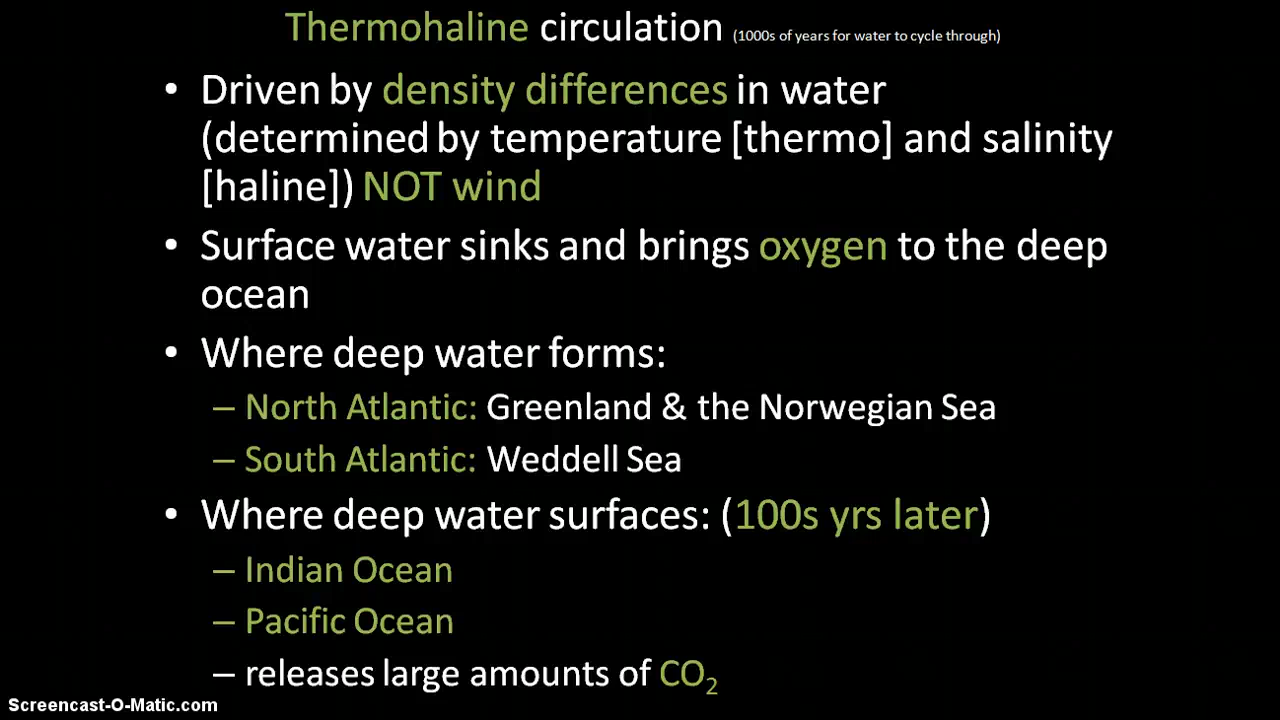 Thermohaline circulation (1000s of years for water to cycle through)
• Driven by density differences in water
(determined by temperature [thermo] and salinity
[haline]) NOT wind
• Surface water sinks and brings oxygen to the deep
ocean
• Where deep water forms:
– North Atlantic: Greenland & the Norwegian Sea
– South Atlantic: Weddell Sea
• Where deep water surfaces: (100s yrs later)
– Indian Ocean
– Pacific Ocean
– releases large amounts of CO₂
Screencast-O-Matic.com